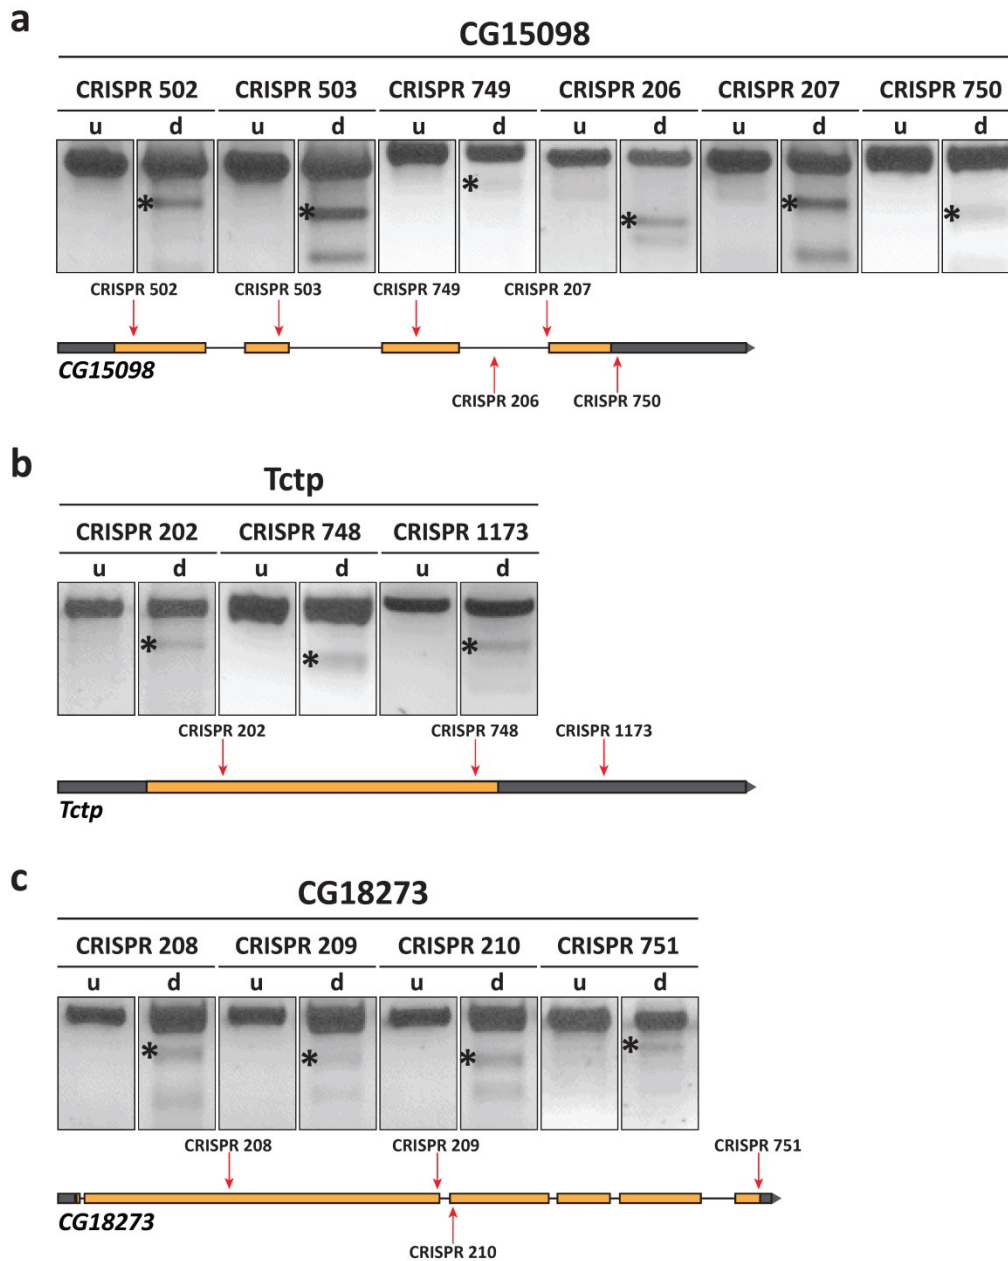 a
CG15098
CRISPR 502 CRISPR 503 CRISPR 749 CRISPR 206 CRISPR 207 CRISPR 750
u d u d u d u d u d u d
* * * * * *
CRISPR 502 CRISPR 503 CRISPR 749 CRISPR 207
CG15098
CRISPR 206 CRISPR 750
b
Tctp
CRISPR 202 CRISPR 748 CRISPR 1173
u d u d u d
* * *
CRISPR 202 CRISPR 748 CRISPR 1173
Tctp
c
CG18273
CRISPR 208 CRISPR 209 CRISPR 210 CRISPR 751
u d u d u d u d
* * * *
CRISPR 208 CRISPR 209 CRISPR 751
CG18273
CRISPR 210